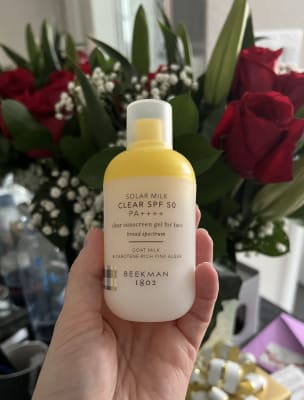 SOLAR MILK
CLEAR SPF 50
PA++++
clear sunscreen gel for face
broad spectrum
GOAT MILK
& CAROTENE-RICH PINK ALGAE
BEEKMAN
1802